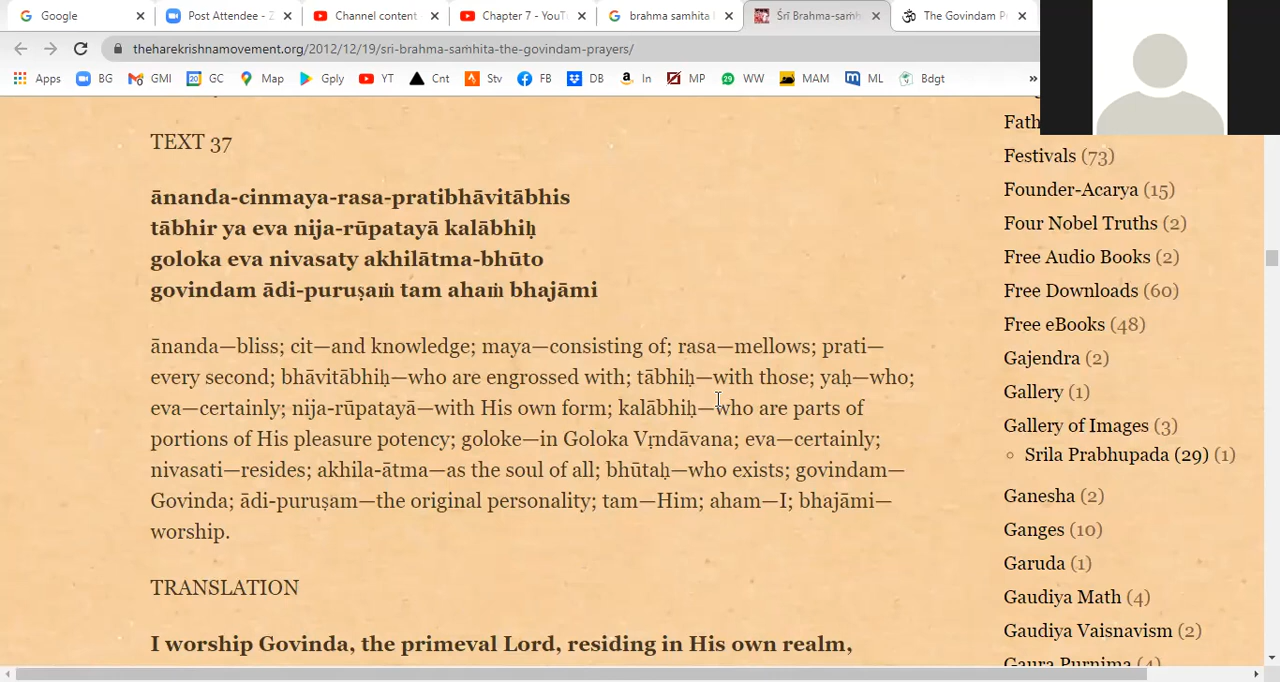 Google
Post Attendee - Z
Channel content
Chapter 7 - YouT
brahma samhita
Śrī Brahma-saṁh
The Govindam P
theharekrishnamovement.org/2012/12/19/sri-brahma-samhita-the-govindam-prayers/
Apps BG GMI GC Map Gply YT Cnt Stv FB DB In MP WW MAM ML Bdgt »
TEXT 37
ānanda-cinmaya-rasa-pratibhāvitābhis
tābhir ya eva nija-rūpatayā kalābhiḥ
goloka eva nivasaty akhilātma-bhūto
govindam ādi-puruṣaṁ tam ahaṁ bhajāmi
ānanda—bliss; cit—and knowledge; maya—consisting of; rasa—mellows; prati—
every second; bhāvitābhiḥ—who are engrossed with; tābhiḥ—with those; yaḥ—who;
eva—certainly; nija-rūpatayā—with His own form; kalābhiḥ—who are parts of
portions of His pleasure potency; goloke—in Goloka Vṛndāvana; eva—certainly;
nivasati—resides; akhila-ātma—as the soul of all; bhūtaḥ—who exists; govindam—
Govinda; ādi-puruṣam—the original personality; tam—Him; aham—I; bhajāmi—
worship.
TRANSLATION
I worship Govinda, the primeval Lord, residing in His own realm,
Fath
Festivals (73)
Founder-Acarya (15)
Four Nobel Truths (2)
Free Audio Books (2)
Free Downloads (60)
Free eBooks (48)
Gajendra (2)
Gallery (1)
Gallery of Images (3)
Srila Prabhupada (29) (1)
Ganesha (2)
Ganges (10)
Garuda (1)
Gaudiya Math (4)
Gaudiya Vaisnavism (2)
Gaura Purnima (4)